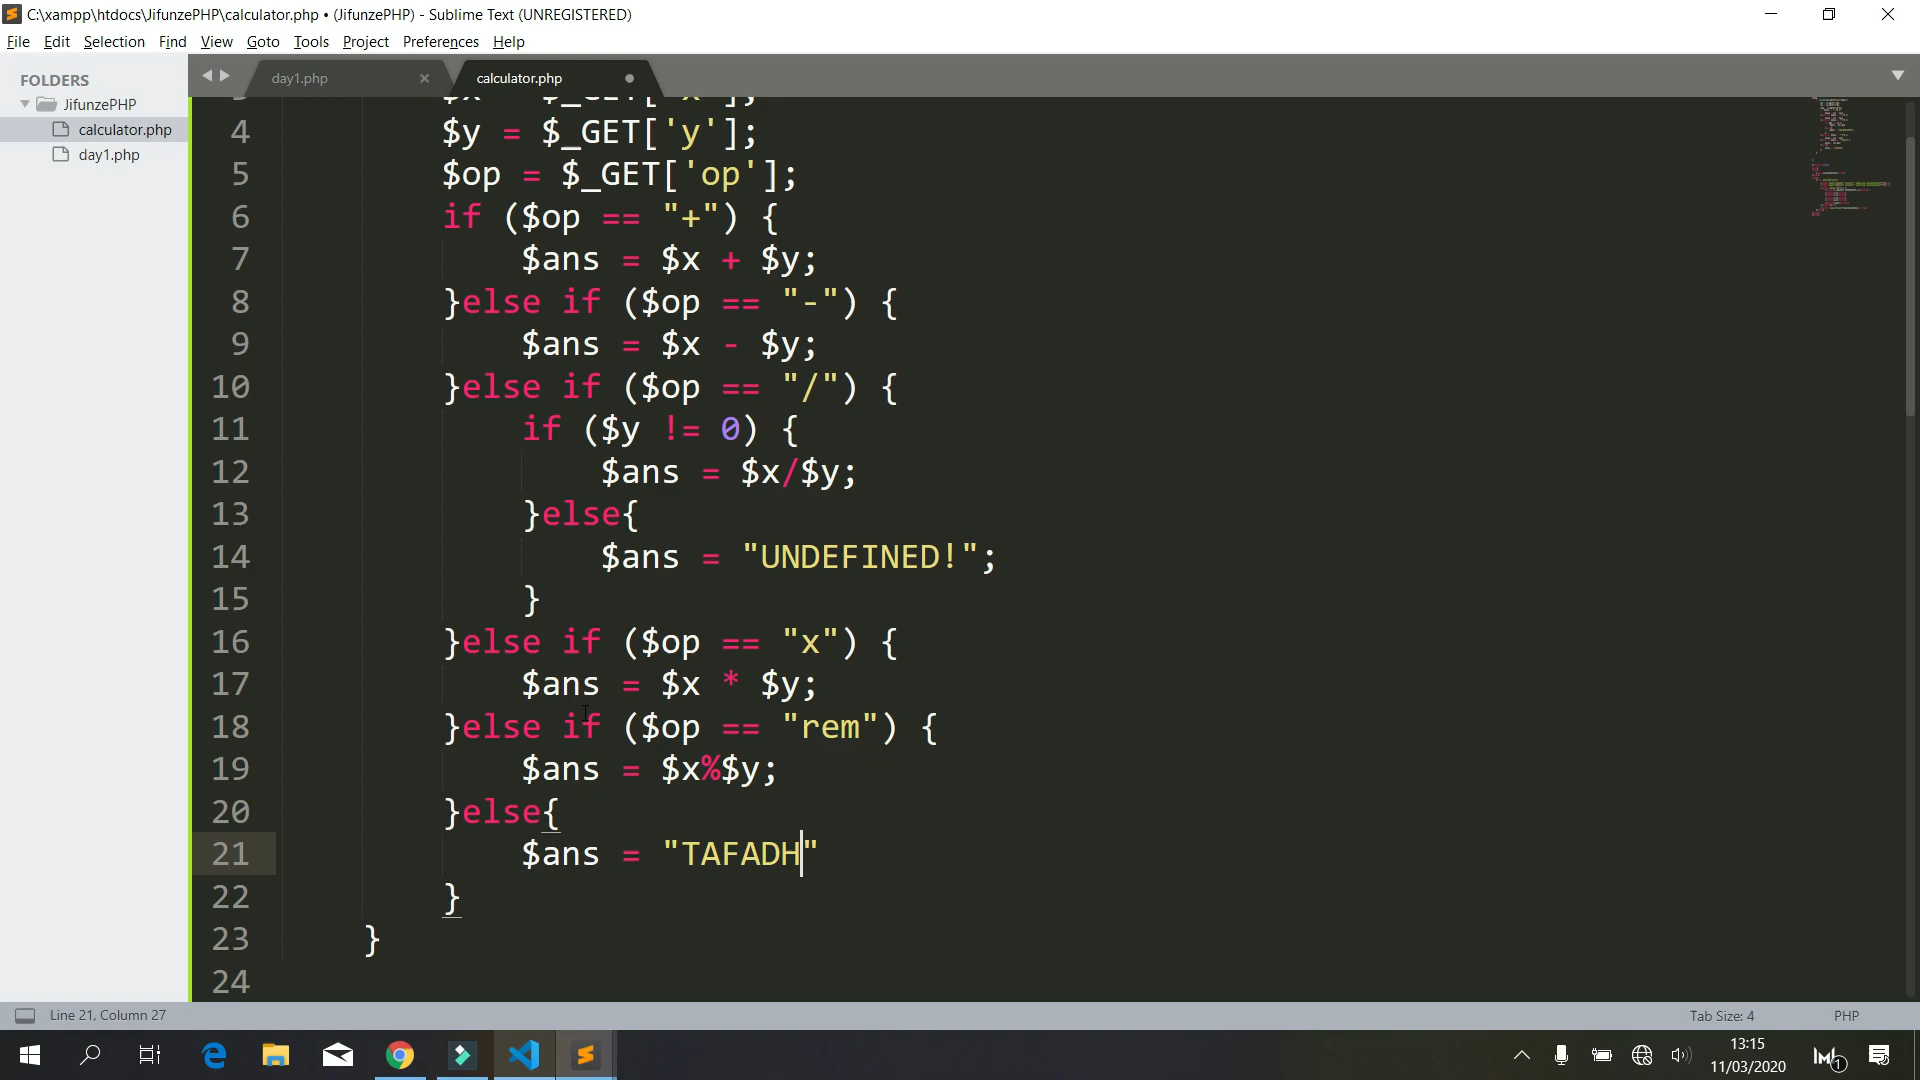 C:\xampp\htdocs\JifunzePHP\calculator.php • (JifunzePHP) - Sublime Text (UNREGISTERED)
File Edit Selection Find View Goto Tools Project Preferences Help
FOLDERS
JifunzePHP
calculator.php
day1.php
day1.php
calculator.php
4 $y = $_GET['y'];
5 $op = $_GET['op'];
6 if ($op == "+") {
7 $ans = $x + $y;
8 }else if ($op == "-") {
9 $ans = $x - $y;
10 }else if ($op == "/") {
11 if ($y != 0) {
12 $ans = $x/$y;
13 }else{
14 $ans = "UNDEFINED!";
15 }
16 }else if ($op == "x") {
17 $ans = $x * $y;
18 }else if ($op == "rem") {
19 $ans = $x%$y;
20 }else{
21 $ans = "TAFADH"
22 }
23 }
24
Line 21, Column 27
Tab Size: 4
PHP
13:15
11/03/2020
1